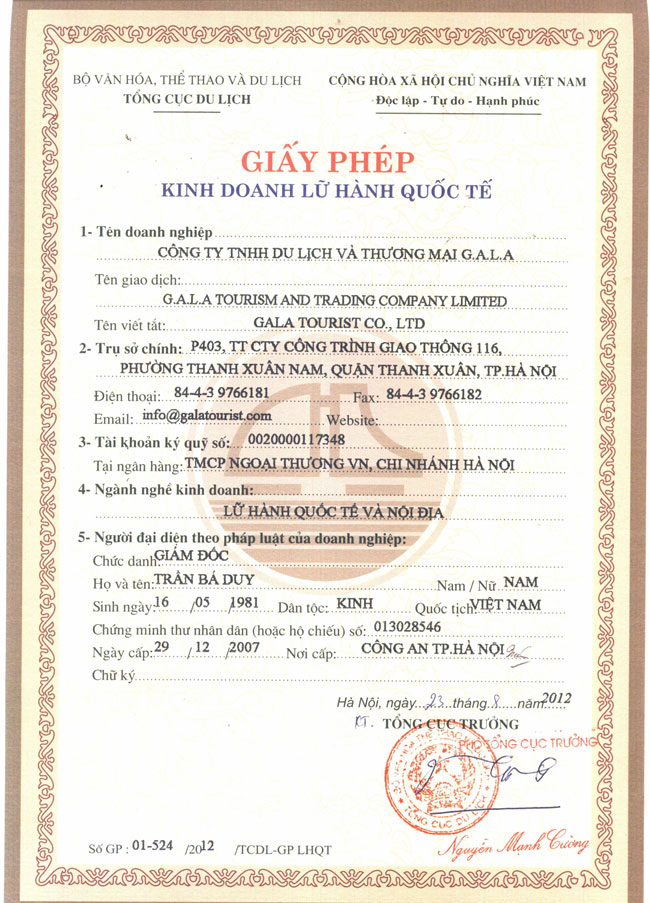 BỘ VĂN HÓA, THỂ THAO VÀ DU LỊCH
TỔNG CỤC DU LỊCH
CỘNG HÒA XÃ HỘI CHỦ NGHĨA VIỆT NAM
Độc lập - Tự do - Hạnh phúc
GIẤY PHÉP
KINH DOANH LỮ HÀNH QUỐC TẾ
1- Tên doanh nghiệp
CÔNG TY TNHH DU LỊCH VÀ THƯƠNG MẠI G.A.L.A
Tên giao dịch:
G.A.L.A TOURISM AND TRADING COMPANY LIMITED
Tên viết tắt: GALA TOURIST CO., LTD
2- Trụ sở chính: P403, TT CTY CÔNG TRÌNH GIAO THÔNG 116,
PHƯỜNG THANH XUÂN NAM, QUẬN THANH XUÂN, TP.HÀ NỘI
Điện thoại: 84-4-3 9766181 Fax: 84-4-3 9766182
Email: info@galatourist.com Website:
3- Tài khoản ký quỹ số: 0020000117348
Tại ngân hàng: TMCP NGOẠI THƯƠNG VN, CHI NHÁNH HÀ NỘI
4- Ngành nghề kinh doanh:
LỮ HÀNH QUỐC TẾ VÀ NỘI ĐỊA
5- Người đại diện theo pháp luật của doanh nghiệp:
Chức danh: GIÁM ĐỐC
Họ và tên: TRẦN BÁ DUY Nam / Nữ NAM
Sinh ngày: 16 /05 /1981 Dân tộc: KINH Quốc tịch: VIỆT NAM
Chứng minh thư nhân dân (hoặc hộ chiếu) số: 013028546
Ngày cấp: 29 /12 /2007 Nơi cấp: CÔNG AN TP.HÀ NỘI
Chữ ký
Hà Nội, ngày 23 tháng 8 năm 2012
KT. TỔNG CỤC TRƯỞNG
PHÓ TỔNG CỤC TRƯỞNG
TỔNG CỤC DU LỊCH
Nguyễn Mạnh Cường
Số GP : 01-524 /2012 /TCDL-GP LHQT